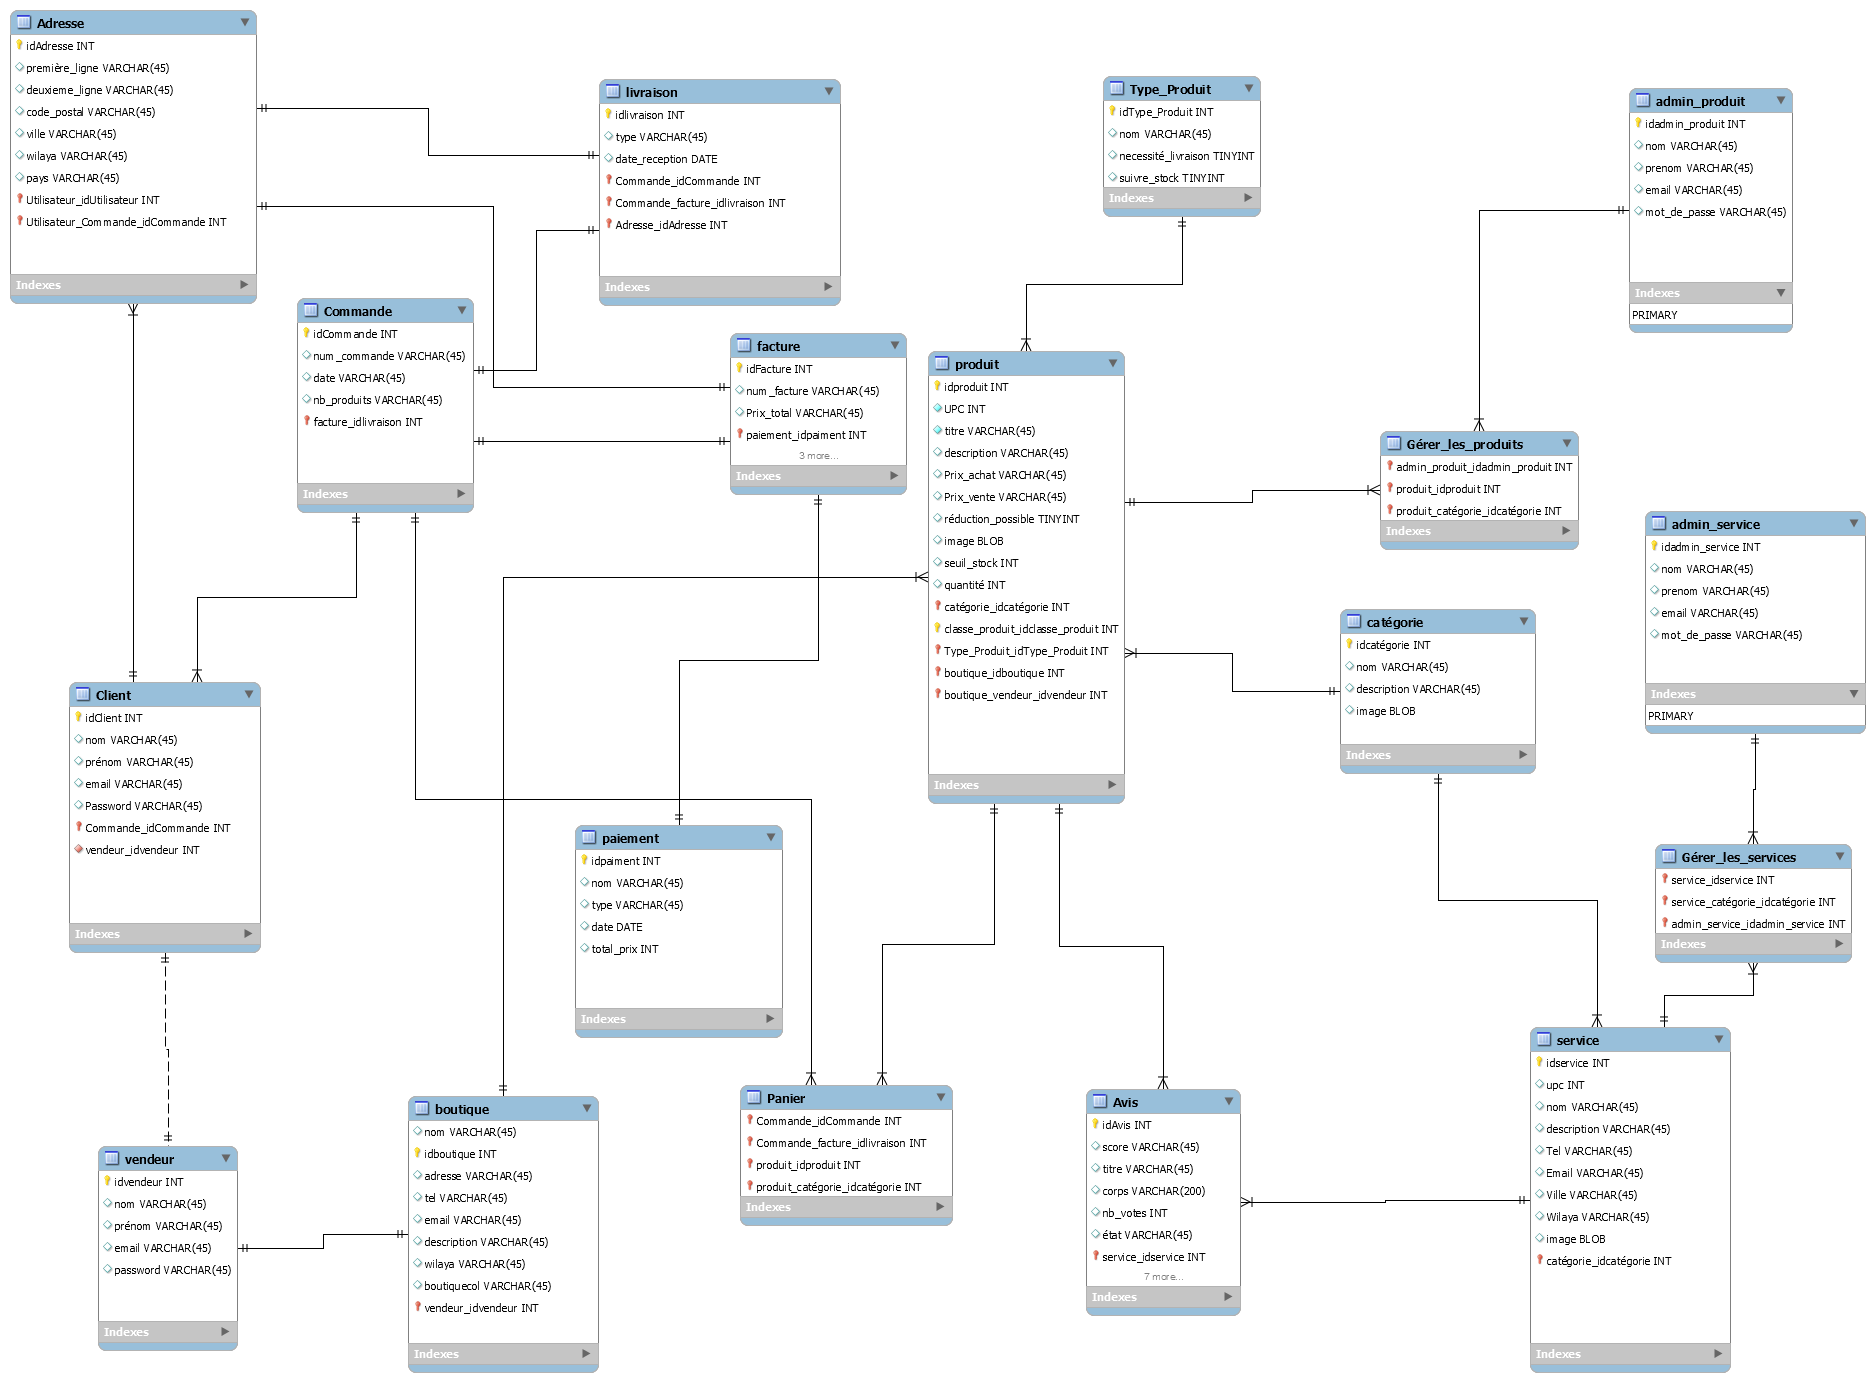 Adresse
idAdresse INT
première_ligne VARCHAR(45)
deuxieme_ligne VARCHAR(45)
code_postal VARCHAR(45)
ville VARCHAR(45)
wilaya VARCHAR(45)
pays VARCHAR(45)
Utilisateur_idUtilisateur INT
Utilisateur_Commande_idCommande INT
Indexes
livraison
idlivraison INT
type VARCHAR(45)
date_reception DATE
Commande_idCommande INT
Commande_facture_idlivraison INT
Adresse_idAdresse INT
Indexes
Type_Produit
idType_Produit INT
nom VARCHAR(45)
necessité_livraison TINYINT
suivre_stock TINYINT
Indexes
admin_produit
idadmin_produit INT
nom VARCHAR(45)
prenom VARCHAR(45)
email VARCHAR(45)
mot_de_passe VARCHAR(45)
Indexes
PRIMARY
Commande
idCommande INT
num_commande VARCHAR(45)
date VARCHAR(45)
nb_produits VARCHAR(45)
facture_idlivraison INT
Indexes
facture
idFacture INT
num_facture VARCHAR(45)
Prix_total VARCHAR(45)
paiement_idpaiment INT
3 more...
Indexes
produit
idproduit INT
UPC INT
titre VARCHAR(45)
description VARCHAR(45)
Prix_achat VARCHAR(45)
Prix_vente VARCHAR(45)
réduction_possible TINYINT
image BLOB
seuil_stock INT
quantité INT
catégorie_idcatégorie INT
classe_produit_idclasse_produit INT
Type_Produit_idType_Produit INT
boutique_idboutique INT
boutique_vendeur_idvendeur INT
Indexes
Gérer_les_produits
admin_produit_idadmin_produit INT
produit_idproduit INT
produit_catégorie_idcatégorie INT
Indexes
admin_service
idadmin_service INT
nom VARCHAR(45)
prenom VARCHAR(45)
email VARCHAR(45)
mot_de_passe VARCHAR(45)
Indexes
PRIMARY
catégorie
idcatégorie INT
nom VARCHAR(45)
description VARCHAR(45)
image BLOB
Indexes
Client
idClient INT
nom VARCHAR(45)
prénom VARCHAR(45)
email VARCHAR(45)
Password VARCHAR(45)
Commande_idCommande INT
vendeur_idvendeur INT
Indexes
paiement
idpaiment INT
nom VARCHAR(45)
type VARCHAR(45)
date DATE
total_prix INT
Indexes
Gérer_les_services
service_idservice INT
service_catégorie_idcatégorie INT
admin_service_idadmin_service INT
Indexes
vendeur
idvendeur INT
nom VARCHAR(45)
prénom VARCHAR(45)
email VARCHAR(45)
password VARCHAR(45)
Indexes
boutique
nom VARCHAR(45)
idboutique INT
adresse VARCHAR(45)
tel VARCHAR(45)
email VARCHAR(45)
description VARCHAR(45)
wilaya VARCHAR(45)
boutiquecol VARCHAR(45)
vendeur_idvendeur INT
Indexes
Panier
Commande_idCommande INT
Commande_facture_idlivraison INT
produit_idproduit INT
produit_catégorie_idcatégorie INT
Indexes
Avis
idAvis INT
score VARCHAR(45)
titre VARCHAR(45)
corps VARCHAR(200)
nb_votes INT
état VARCHAR(45)
service_idservice INT
7 more...
Indexes
service
idservice INT
upc INT
nom VARCHAR(45)
description VARCHAR(45)
Tel VARCHAR(45)
Email VARCHAR(45)
Ville VARCHAR(45)
Wilaya VARCHAR(45)
image BLOB
catégorie_idcatégorie INT
Indexes